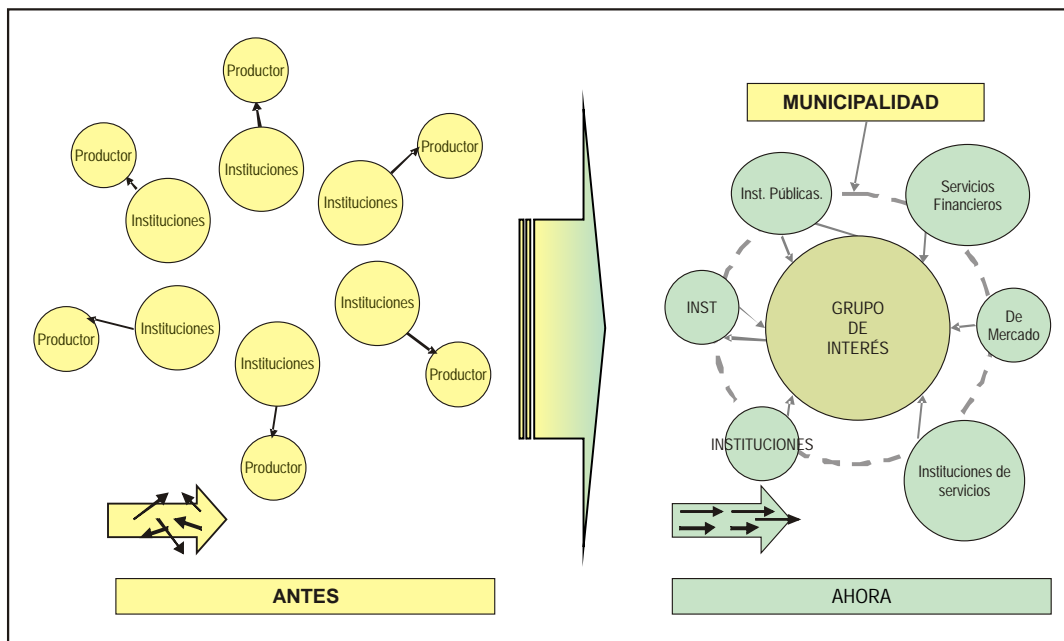 Productor
Instituciones
Productor
Instituciones
Productor
Instituciones
Productor
Instituciones
Instituciones
Productor
Instituciones
Productor
Productor
ANTES
MUNICIPALIDAD
Inst. Públicas.
Servicios
Financieros
INST
GRUPO
DE
INTERÉS
De
Mercado
INSTITUCIONES
Instituciones de
servicios
AHORA